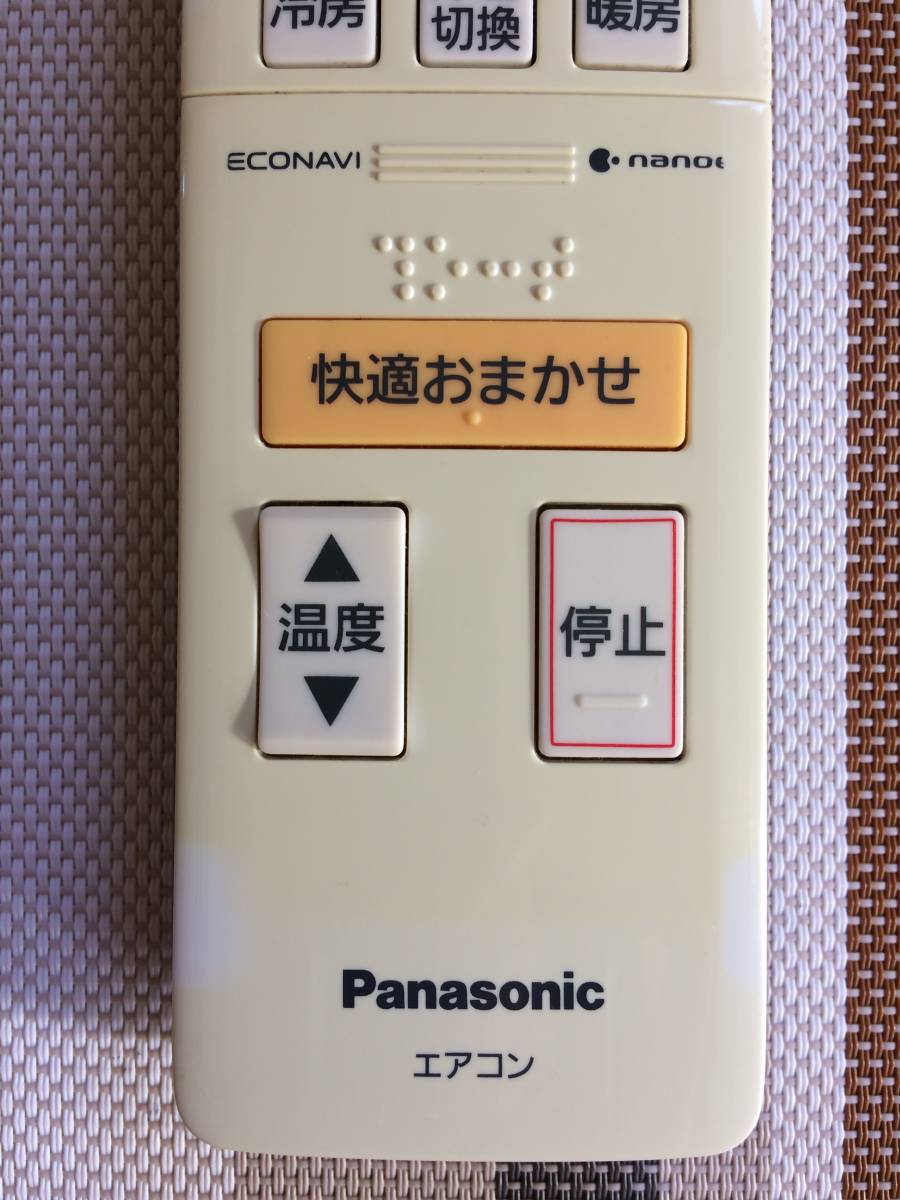 冷房
切換
暖房
ECONAVI nanoe
快適おまかせ
温度
停止
Panasonic
エアコン